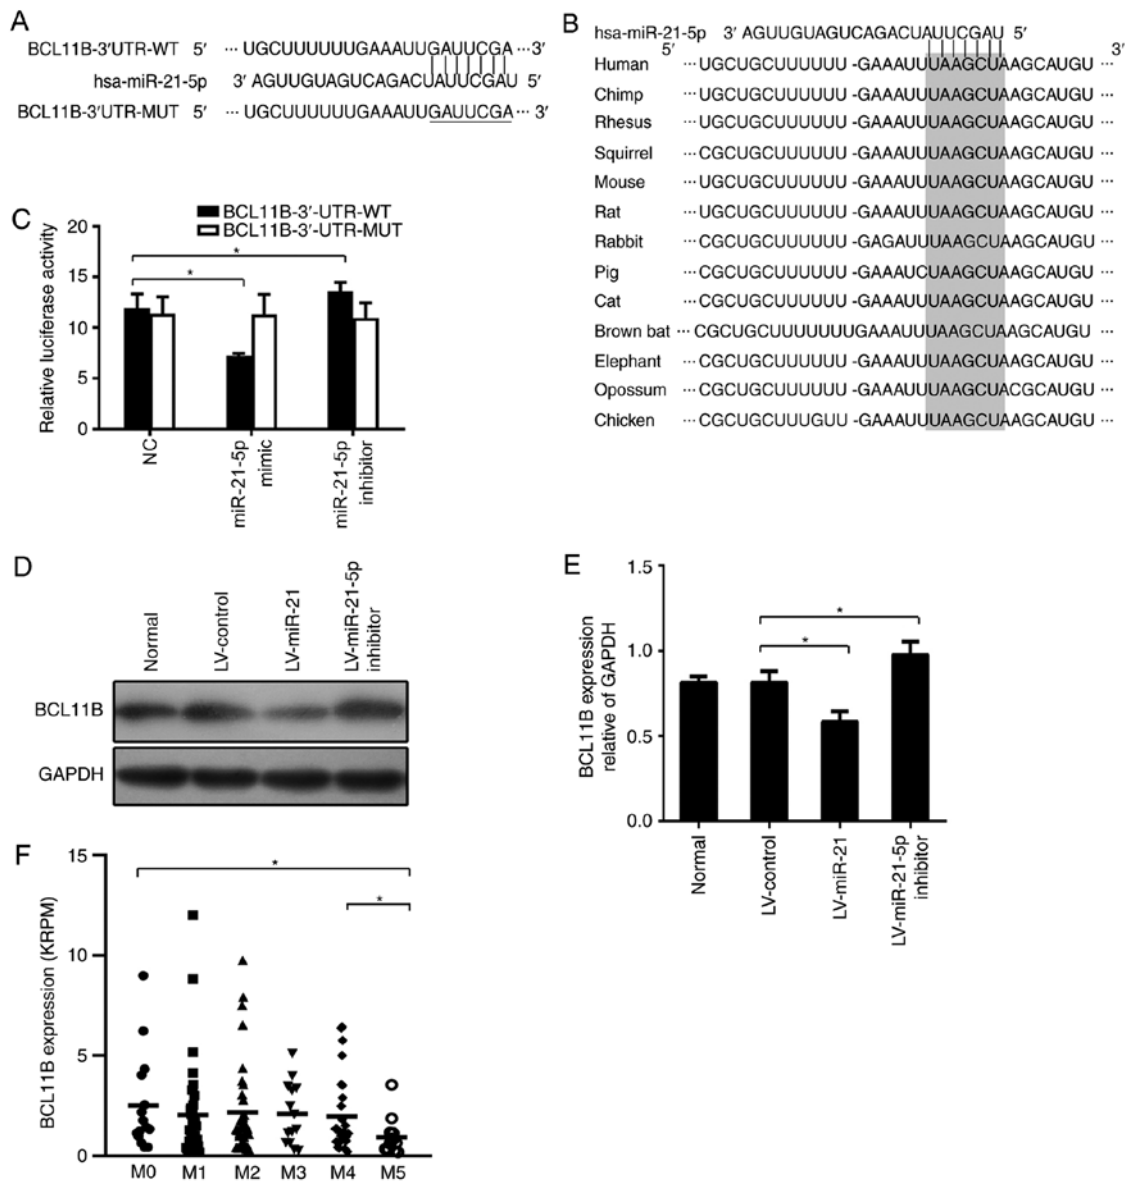 A
BCL11B-3′UTR-WT 5′ ··· UGCUUUUUUGAAAUUGAUUCGA ··· 3′
hsa-miR-21-5p 3′ AGUUGUAGUCAGACUAUUCGAU 5′
BCL11B-3′UTR-MUT 5′ ··· UGCUUUUUUGAAAUUGAUUCGA ··· 3′
B
hsa-miR-21-5p 3′ AGUUGUAGUCAGACUAUUCGAU 5′
5′ 3′
Human ··· UGCUGCUUUUUU -GAAAUUUAAGCUAAGCAUGU ···
Chimp ··· UGCUGCUUUUUU -GAAAUUUAAGCUAAGCAUGU ···
Rhesus ··· UGCUGCUUUUUU -GAAAUUUAAGCUAAGCAUGU ···
Squirrel ··· CGCUGCUUUUUU -GAAAUUUAAGCUAAGCAUGU ···
Mouse ··· UGCUGCUUUUUU -GAAAUUUAAGCUAAGCAUGU ···
Rat ··· UGCUGCUUUUUU -GAAAUUUAAGCUAAGCAUGU ···
Rabbit ··· CGCUGCUUUUUU -GAGAUUUAAGCUAAGCAUGU ···
Pig ··· CGCUGCUUUUUU -GAAAUCUAAGCUAAGCAUGU ···
Cat ··· CGCUGCUUUUUU -GAAAUUUAAGCUAAGCAUGU ···
Brown bat ··· CGCUGCUUUUUUUGAAAUUUAAGCUAAGCAUGU ···
Elephant ··· CGCUGCUUUUUU -GAAAUUUAAGCUAAGCAUGU ···
Opossum ··· CGCUGCUUUUUU -GAAAUUUAAGCUACGCAUGU ···
Chicken ··· CGCUGCUUUGUU -GAAAUUUAAGCUAAGCAUGU ···
C
BCL11B-3′-UTR-WT
BCL11B-3′-UTR-MUT
Relative luciferase activity
20
15
10
5
0
*
*
NC
miR-21-5p
mimic
miR-21-5p
inhibitor
D
Normal
LV-control
LV-miR-21
LV-miR-21-5p
inhibitor
BCL11B
GAPDH
E
BCL11B expression
relative of GAPDH
1.5
1.0
0.5
0.0
*
*
Normal
LV-control
LV-miR-21
LV-miR-21-5p
inhibitor
F
BCL11B expression (KRPM)
15
10
5
0
*
*
M0 M1 M2 M3 M4 M5